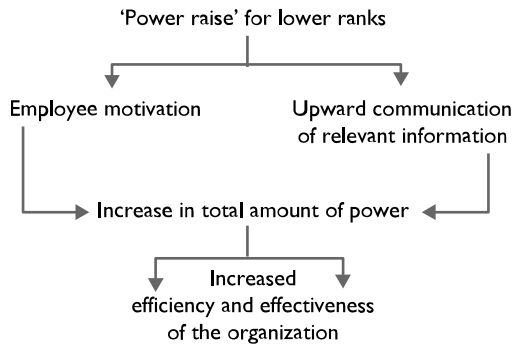 ‘Power raise’ for lower ranks
Employee motivation
Upward communication
of relevant information
Increase in total amount of power
Increased
efficiency and effectiveness
of the organization